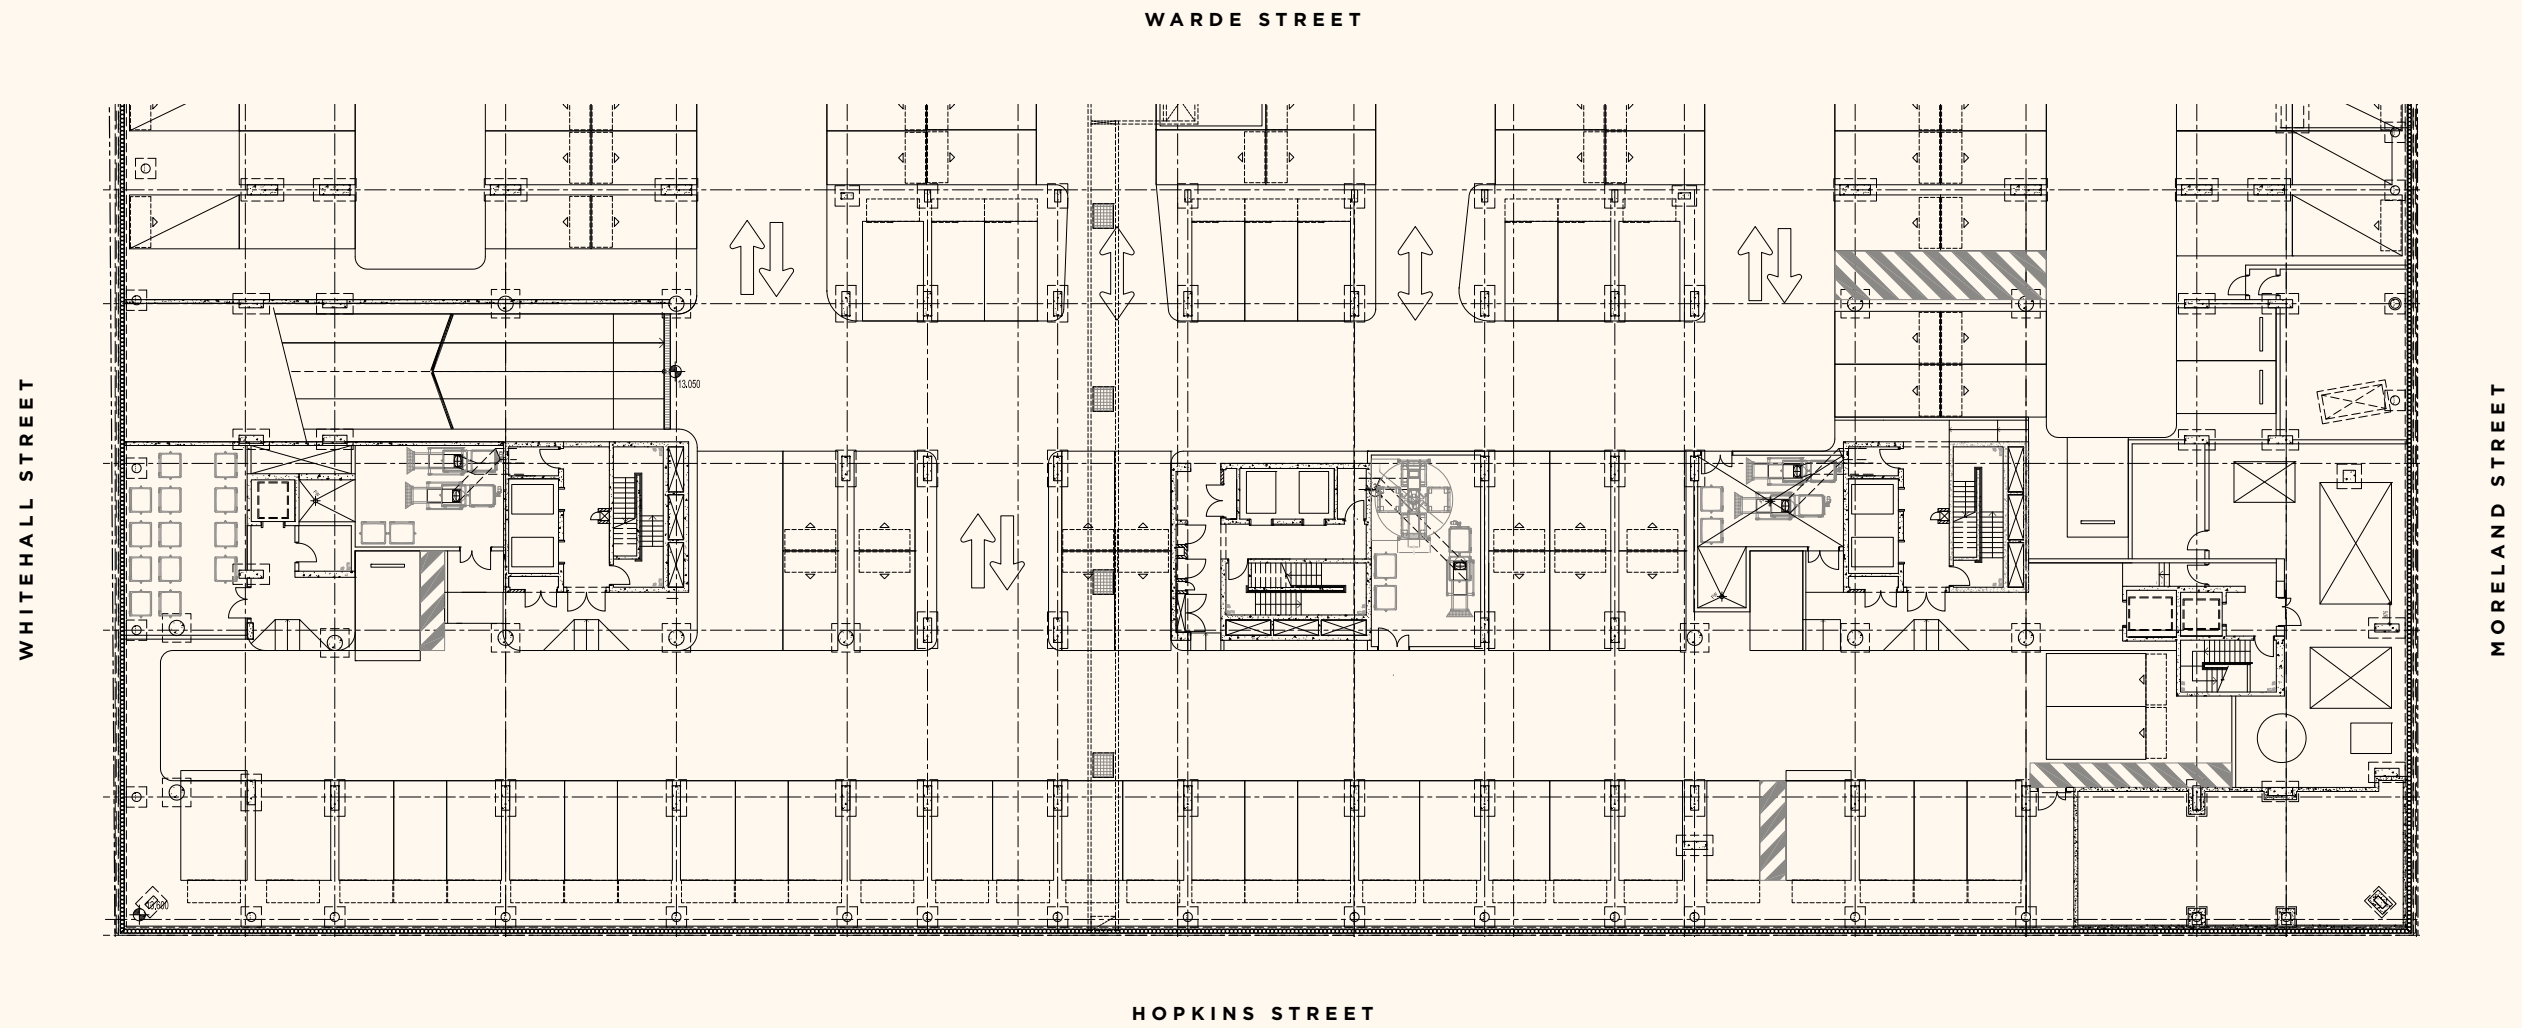 WARDE STREET
13.050
WHITEHALL STREET
MORELAND STREET
HOPKINS STREET